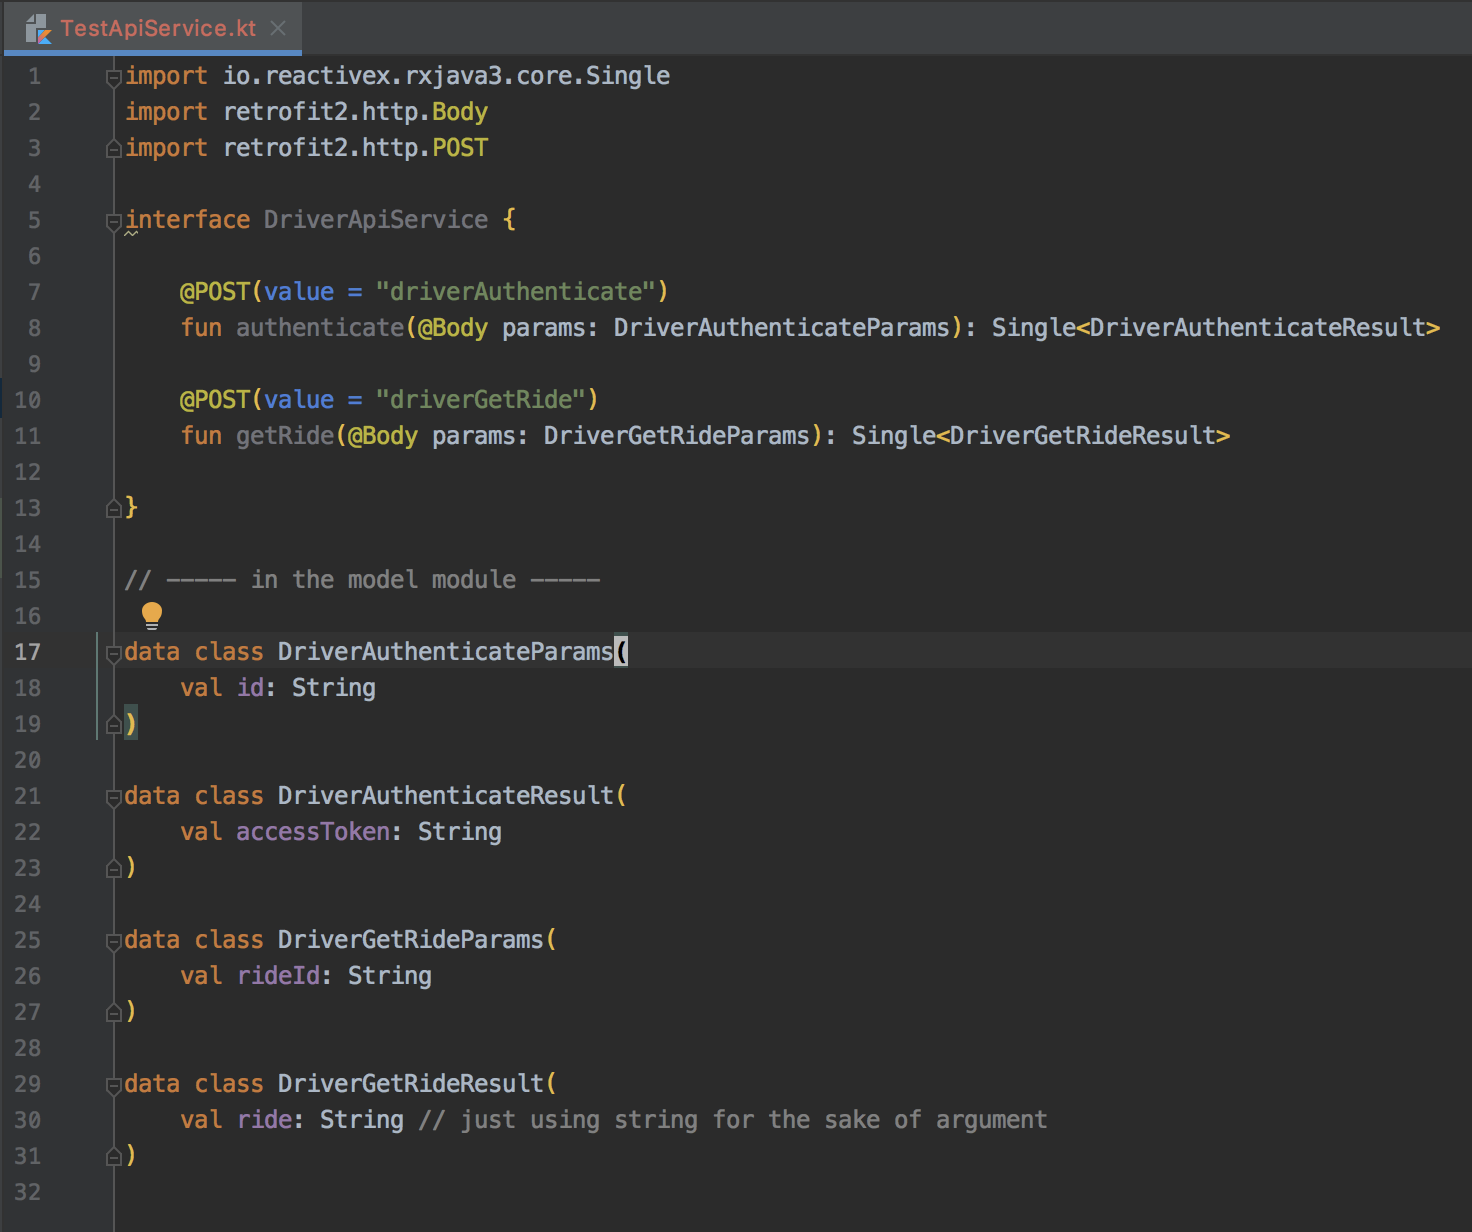 TestApiService.kt
1 import io.reactivex.rxjava3.core.Single
2 import retrofit2.http.Body
3 import retrofit2.http.POST
4
5 interface DriverApiService {
6
7     @POST(value = "driverAuthenticate")
8     fun authenticate(@Body params: DriverAuthenticateParams): Single<DriverAuthenticateResult>
9
10     @POST(value = "driverGetRide")
11     fun getRide(@Body params: DriverGetRideParams): Single<DriverGetRideResult>
12
13 }
14
15 // ----- in the model module -----
16
17 data class DriverAuthenticateParams(
18     val id: String
19 )
20
21 data class DriverAuthenticateResult(
22     val accessToken: String
23 )
24
25 data class DriverGetRideParams(
26     val rideId: String
27 )
28
29 data class DriverGetRideResult(
30     val ride: String // just using string for the sake of argument
31 )
32